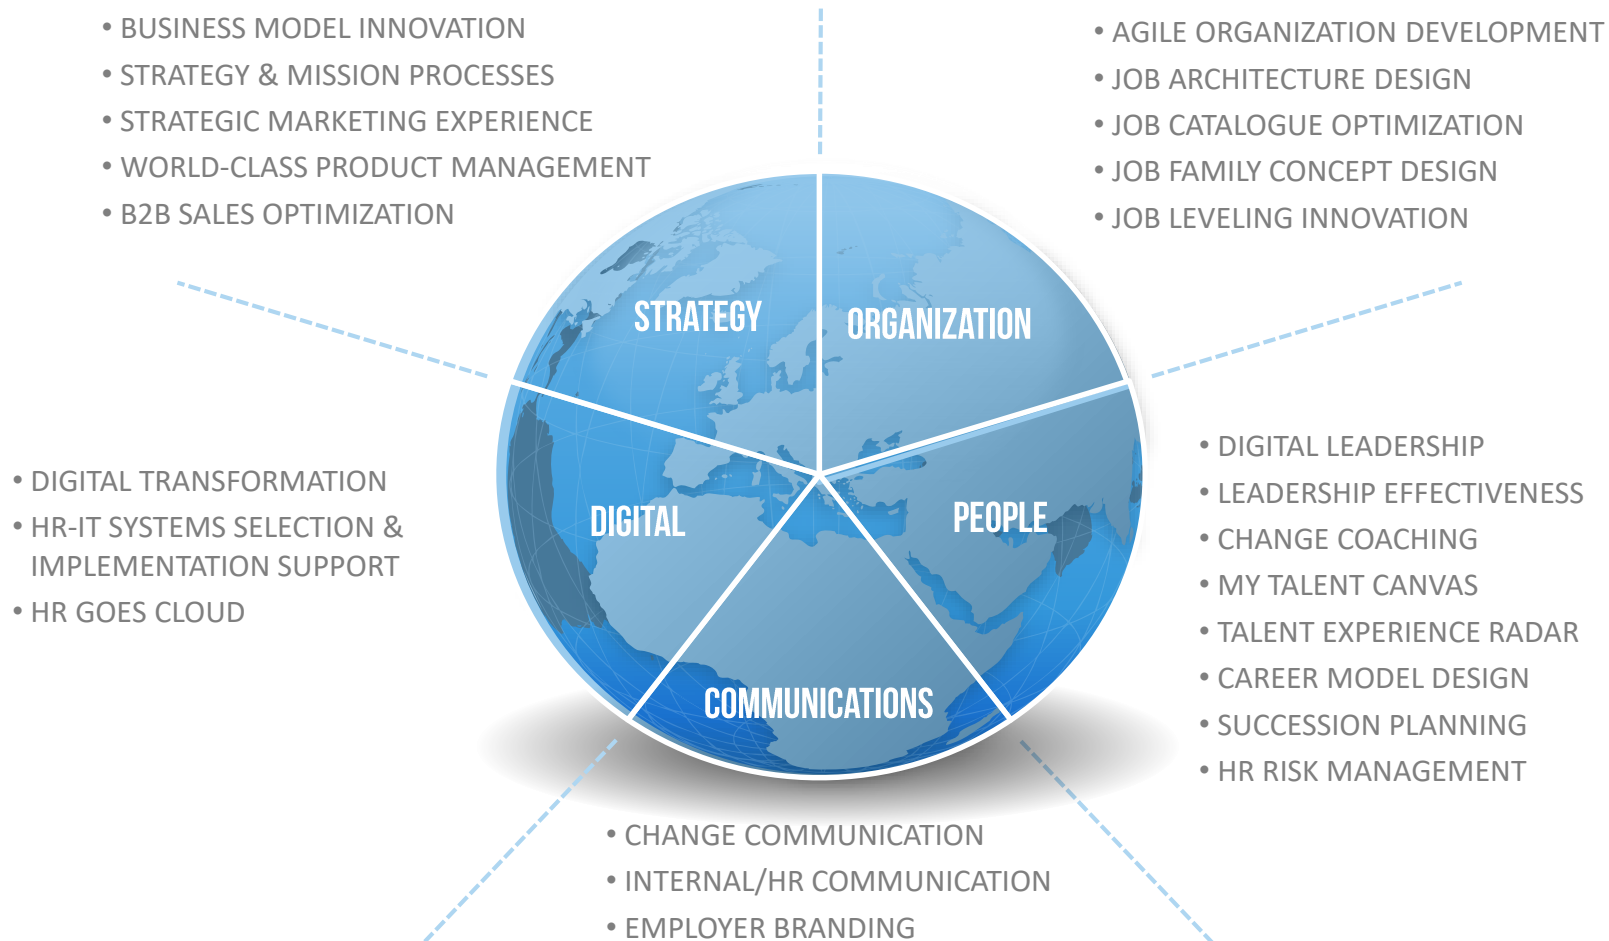 • BUSINESS MODEL INNOVATION
• STRATEGY & MISSION PROCESSES
• STRATEGIC MARKETING EXPERIENCE
• WORLD-CLASS PRODUCT MANAGEMENT
• B2B SALES OPTIMIZATION
• AGILE ORGANIZATION DEVELOPMENT
• JOB ARCHITECTURE DESIGN
• JOB CATALOGUE OPTIMIZATION
• JOB FAMILY CONCEPT DESIGN
• JOB LEVELING INNOVATION
STRATEGY
ORGANIZATION
DIGITAL
PEOPLE
COMMUNICATIONS
• DIGITAL TRANSFORMATION
• HR-IT SYSTEMS SELECTION &
IMPLEMENTATION SUPPORT
• HR GOES CLOUD
• DIGITAL LEADERSHIP
• LEADERSHIP EFFECTIVENESS
• CHANGE COACHING
• MY TALENT CANVAS
• TALENT EXPERIENCE RADAR
• CAREER MODEL DESIGN
• SUCCESSION PLANNING
• HR RISK MANAGEMENT
• CHANGE COMMUNICATION
• INTERNAL/HR COMMUNICATION
• EMPLOYER BRANDING